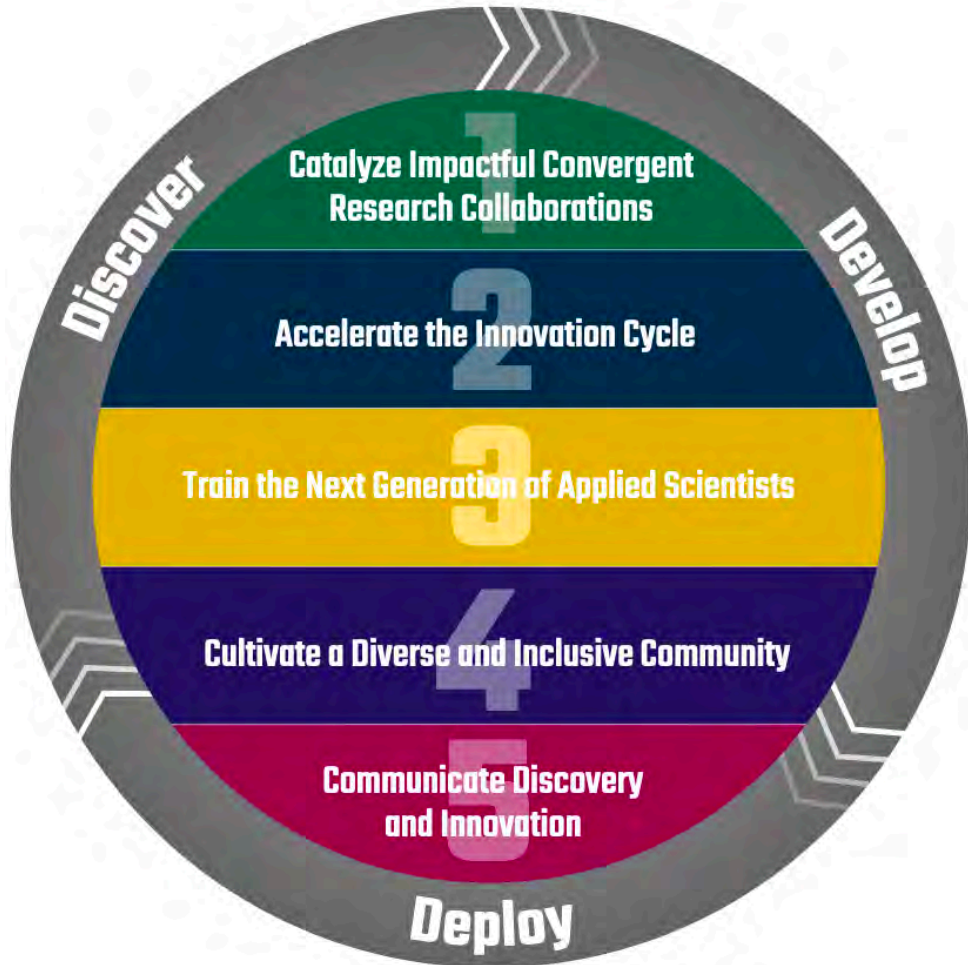 Discover
Develop
Deploy
1
Catalyze Impactful Convergent
Research Collaborations
2
Accelerate the Innovation Cycle
3
Train the Next Generation of Applied Scientists
4
Cultivate a Diverse and Inclusive Community
5
Communicate Discovery
and Innovation